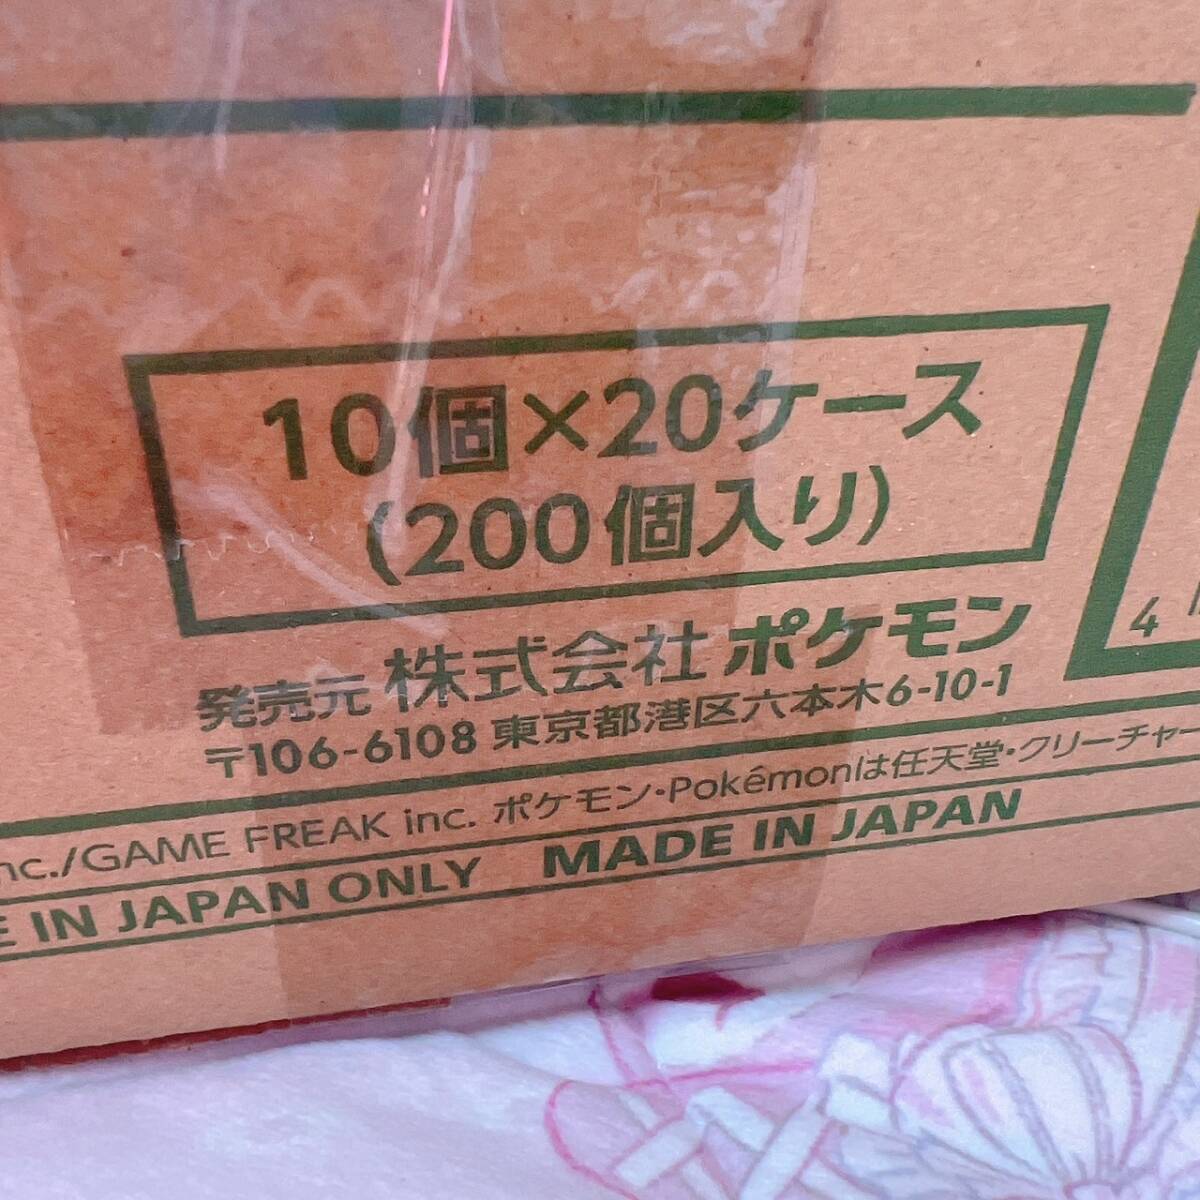 10個×20ケース
(200個入り)
発売元 株式会社 ポケモン
〒106-6108 東京都港区六本木6-10-1
4
nc./GAME FREAK inc. ポケモン・Pokémonは任天堂・クリーチャー
IN JAPAN ONLY MADE IN JAPAN